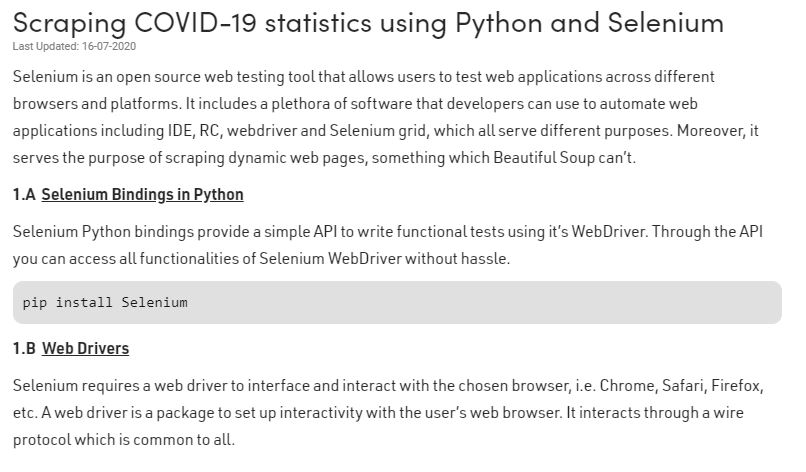 Scraping COVID-19 statistics using Python and Selenium
Last Updated: 16-07-2020
Selenium is an open source web testing tool that allows users to test web applications across different
browsers and platforms. It includes a plethora of software that developers can use to automate web
applications including IDE, RC, webdriver and Selenium grid, which all serve different purposes. Moreover, it
serves the purpose of scraping dynamic web pages, something which Beautiful Soup can’t.
1.A Selenium Bindings in Python
Selenium Python bindings provide a simple API to write functional tests using it’s WebDriver. Through the API
you can access all functionalities of Selenium WebDriver without hassle.
pip install Selenium
1.B Web Drivers
Selenium requires a web driver to interface and interact with the chosen browser, i.e. Chrome, Safari, Firefox,
etc. A web driver is a package to set up interactivity with the user’s web browser. It interacts through a wire
protocol which is common to all.